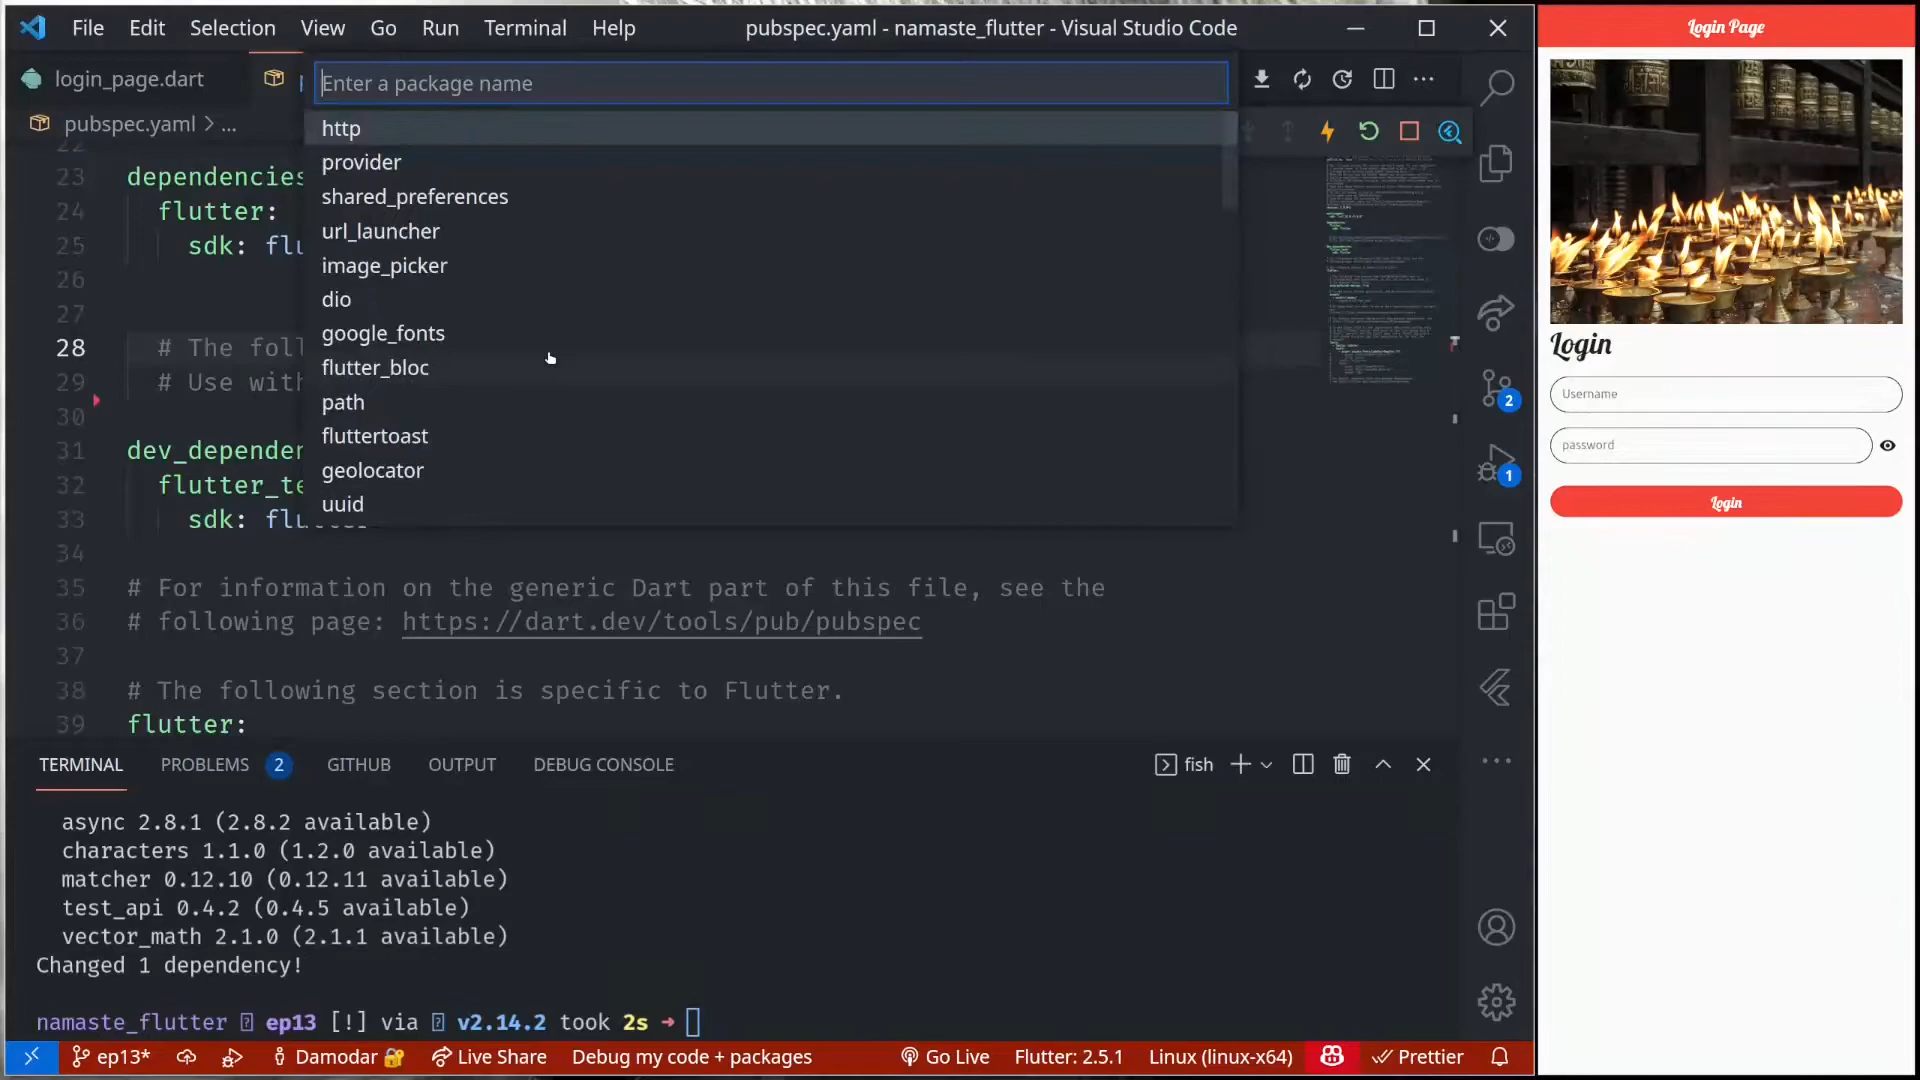 File Edit Selection View Go Run Terminal Help
pubspec.yaml - namaste_flutter - Visual Studio Code
login_page.dart
Enter a package name
pubspec.yaml > ...
http
provider
shared_preferences
url_launcher
image_picker
dio
google_fonts
flutter_bloc
path
fluttertoast
geolocator
uuid
22
23 dependencies
24 flutter:
25 sdk: flu
26
27
28 # The foll
29 # Use with
30
31 dev_depender
32 flutter_te
33 sdk: flutter
34
35 # For information on the generic Dart part of this file, see the
36 # following page: https://dart.dev/tools/pub/pubspec
37
38 # The following section is specific to Flutter.
39 flutter:
2
1
TERMINAL PROBLEMS 2 GITHUB OUTPUT DEBUG CONSOLE
fish
async 2.8.1 (2.8.2 available)
characters 1.1.0 (1.2.0 available)
matcher 0.12.10 (0.12.11 available)
test_api 0.4.2 (0.4.5 available)
vector_math 2.1.0 (2.1.1 available)
Changed 1 dependency!
namaste_flutter ep13 [!] via v2.14.2 took 2s ➜
ep13* Damodar 🔐 Live Share Debug my code + packages Go Live Flutter: 2.5.1 Linux (linux-x64) Prettier
Login Page
Login
Username
password
Login